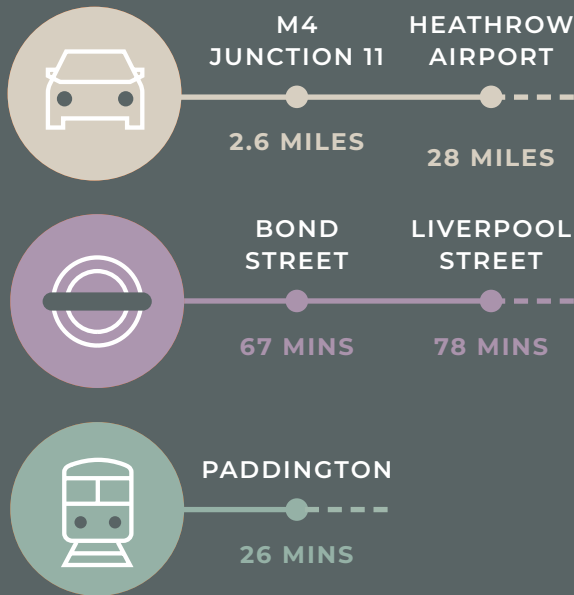 M4
JUNCTION 11
2.6 MILES
HEATHROW
AIRPORT
28 MILES
BOND
STREET
67 MINS
LIVERPOOL
STREET
78 MINS
PADDINGTON
26 MINS